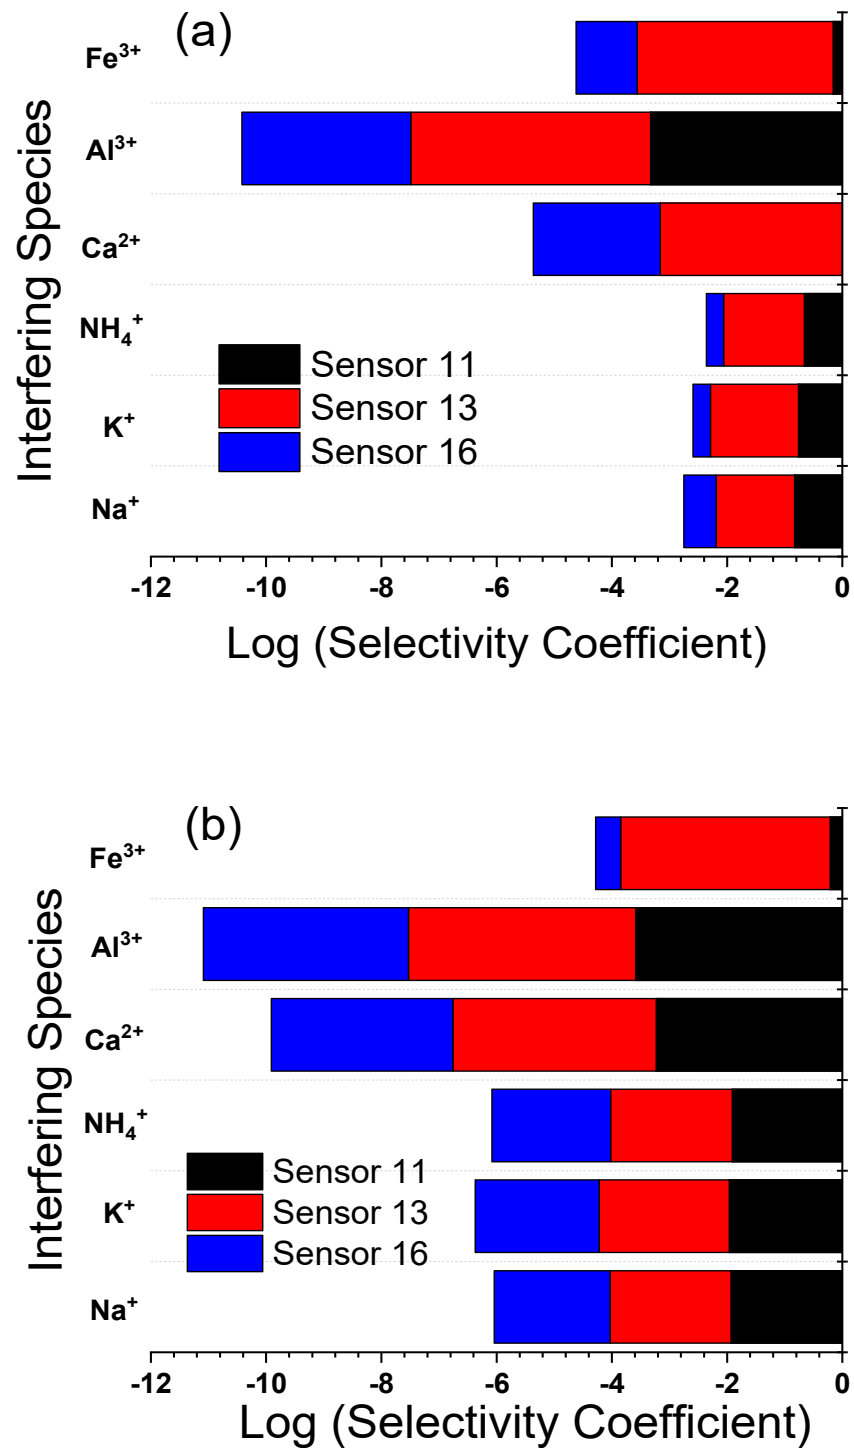 (a)
Fe³⁺
Al³⁺
Ca²⁺
NH₄⁺
K⁺
Na⁺
Interfering Species
Sensor 11
Sensor 13
Sensor 16
-12 -10 -8 -6 -4 -2 0
Log (Selectivity Coefficient)
(b)
Fe³⁺
Al³⁺
Ca²⁺
NH₄⁺
K⁺
Na⁺
Interfering Species
Sensor 11
Sensor 13
Sensor 16
-12 -10 -8 -6 -4 -2 0
Log (Selectivity Coefficient)